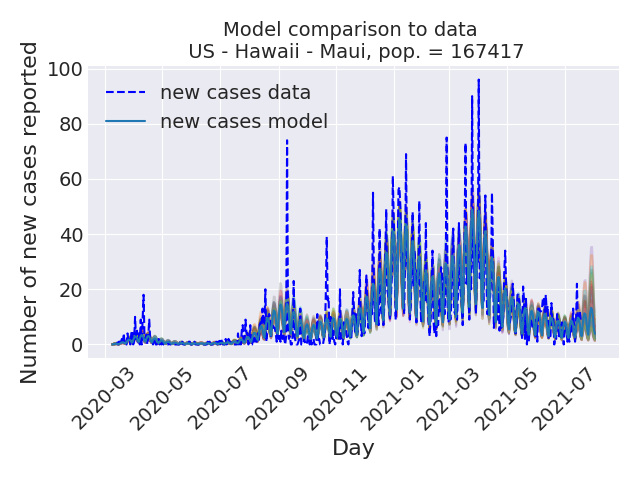 Model comparison to data
US - Hawaii - Maui, pop. = 167417
Number of new cases reported
100
80
60
40
20
0
new cases data
new cases model
2020-03
2020-05
2020-07
2020-09
2020-11
2021-01
2021-03
2021-05
2021-07
Day